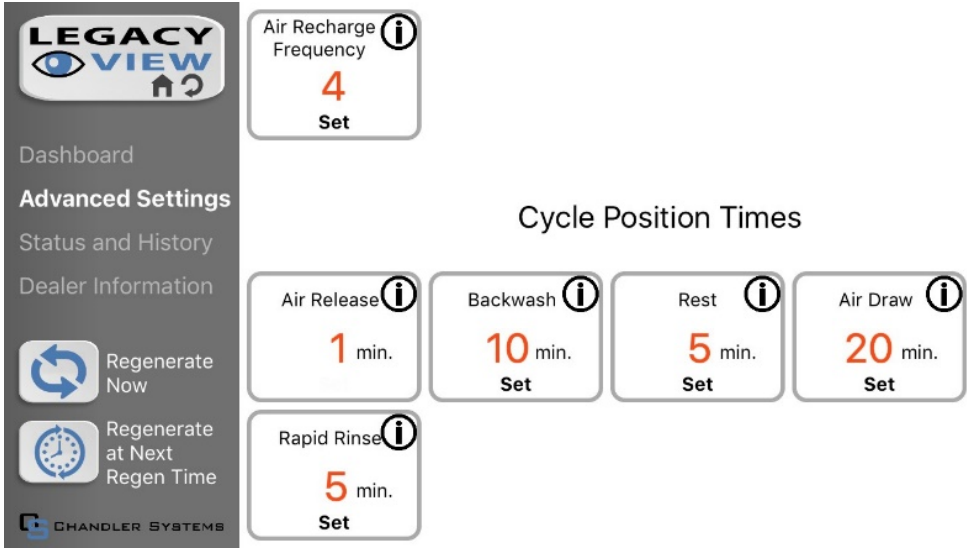 LEGACY
VIEW
Dashboard
Advanced Settings
Status and History
Dealer Information
Regenerate
Now
Regenerate
at Next
Regen Time
CS CHANDLER SYSTEMS
Air Recharge i
Frequency
4
Set
Cycle Position Times
Air Release i
1 min.
Backwash i
10 min.
Set
Rest i
5 min.
Set
Air Draw i
20 min.
Set
Rapid Rinse i
5 min.
Set